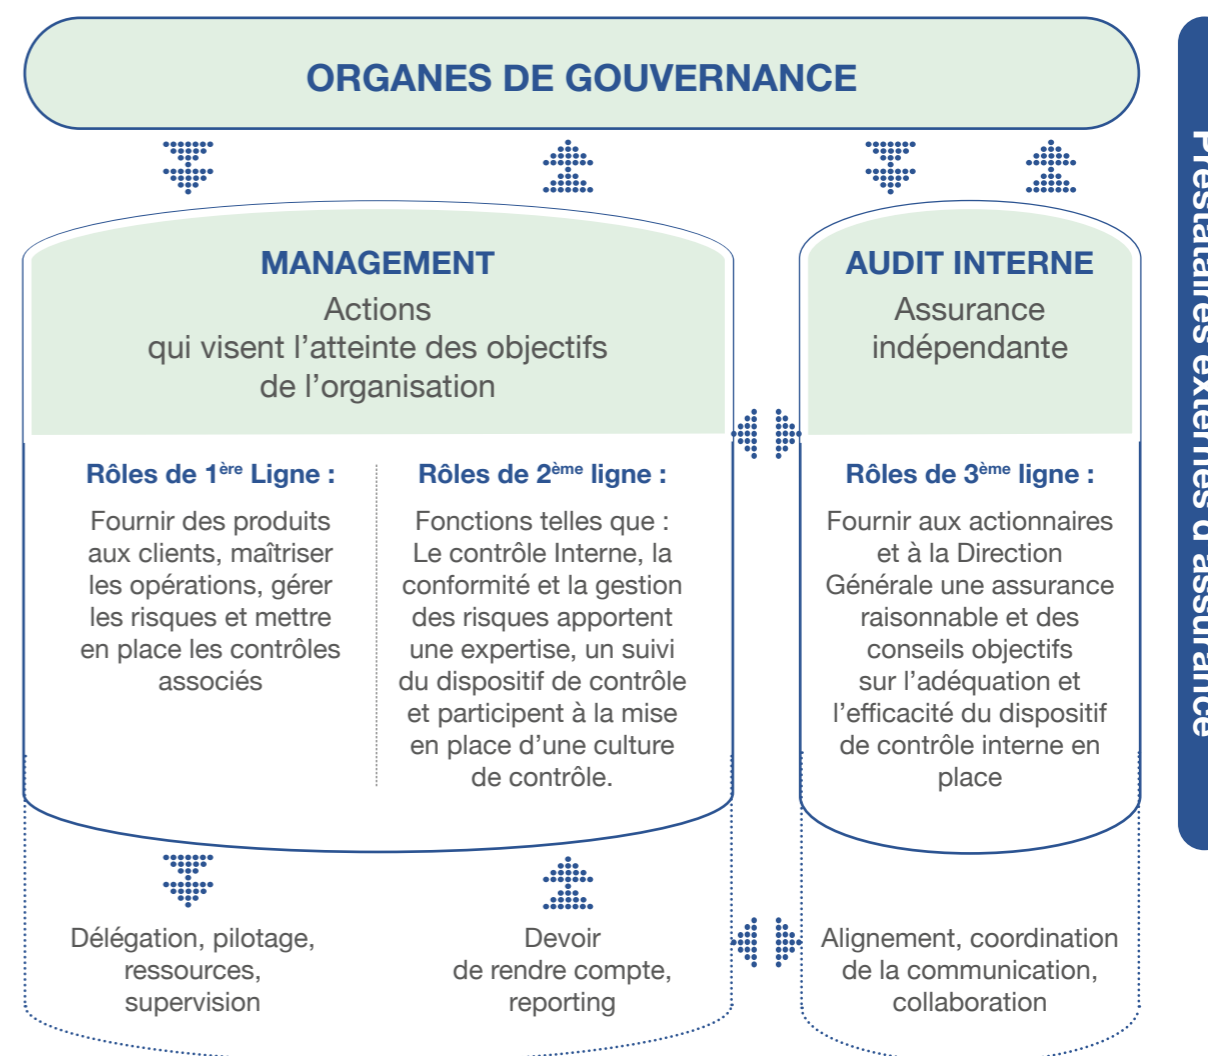 ORGANES DE GOUVERNANCE
MANAGEMENT
Actions
qui visent l’atteinte des objectifs
de l’organisation
AUDIT INTERNE
Assurance
indépendante
Rôles de 1ère Ligne :
Fournir des produits
aux clients, maîtriser
les opérations, gérer
les risques et mettre
en place les contrôles
associés
Rôles de 2ème ligne :
Fonctions telles que :
Le contrôle Interne, la
conformité et la gestion
des risques apportent
une expertise, un suivi
du dispositif de contrôle
et participent à la mise
en place d’une culture
de contrôle.
Rôles de 3ème ligne :
Fournir aux actionnaires
et à la Direction
Générale une assurance
raisonnable et des
conseils objectifs
sur l’adéquation et
l’efficacité du dispositif
de contrôle interne en
place
Délégation, pilotage,
ressources,
supervision
Devoir
de rendre compte,
reporting
Alignement, coordination
de la communication,
collaboration
Prestataires externes d’assurance